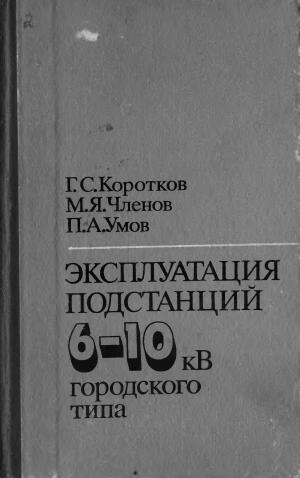 Г.С.Коротков
М.Я.Членов
П.А.Умов
ЭКСПЛУАТАЦИЯ
ПОДСТАНЦИЙ
6–10 кВ
городского
типа